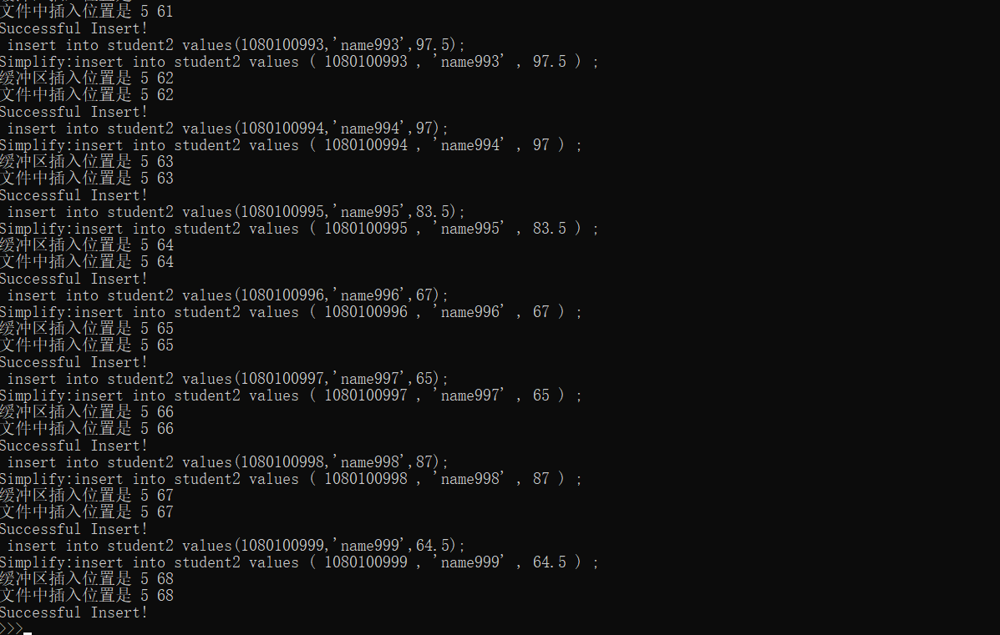 文件中插入位置是 5 61
Successful Insert!
insert into student2 values(1080100993,'name993',97.5);
Simplify:insert into student2 values ( 1080100993 , 'name993' , 97.5 ) ;
缓冲区插入位置是 5 62
文件中插入位置是 5 62
Successful Insert!
insert into student2 values(1080100994,'name994',97);
Simplify:insert into student2 values ( 1080100994 , 'name994' , 97 ) ;
缓冲区插入位置是 5 63
文件中插入位置是 5 63
Successful Insert!
insert into student2 values(1080100995,'name995',83.5);
Simplify:insert into student2 values ( 1080100995 , 'name995' , 83.5 ) ;
缓冲区插入位置是 5 64
文件中插入位置是 5 64
Successful Insert!
insert into student2 values(1080100996,'name996',67);
Simplify:insert into student2 values ( 1080100996 , 'name996' , 67 ) ;
缓冲区插入位置是 5 65
文件中插入位置是 5 65
Successful Insert!
insert into student2 values(1080100997,'name997',65);
Simplify:insert into student2 values ( 1080100997 , 'name997' , 65 ) ;
缓冲区插入位置是 5 66
文件中插入位置是 5 66
Successful Insert!
insert into student2 values(1080100998,'name998',87);
Simplify:insert into student2 values ( 1080100998 , 'name998' , 87 ) ;
缓冲区插入位置是 5 67
文件中插入位置是 5 67
Successful Insert!
insert into student2 values(1080100999,'name999',64.5);
Simplify:insert into student2 values ( 1080100999 , 'name999' , 64.5 ) ;
缓冲区插入位置是 5 68
文件中插入位置是 5 68
Successful Insert!
>>>